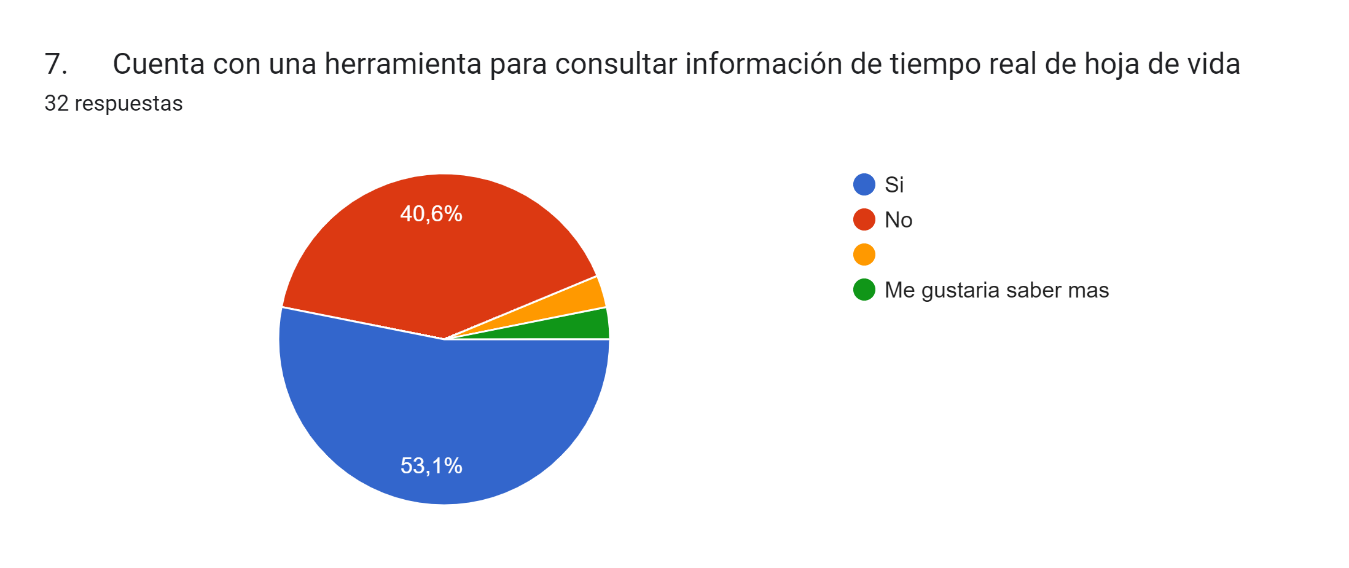 7. Cuenta con una herramienta para consultar información de tiempo real de hoja de vida
32 respuestas
40,6%
53,1%
Si
No
Me gustaria saber mas